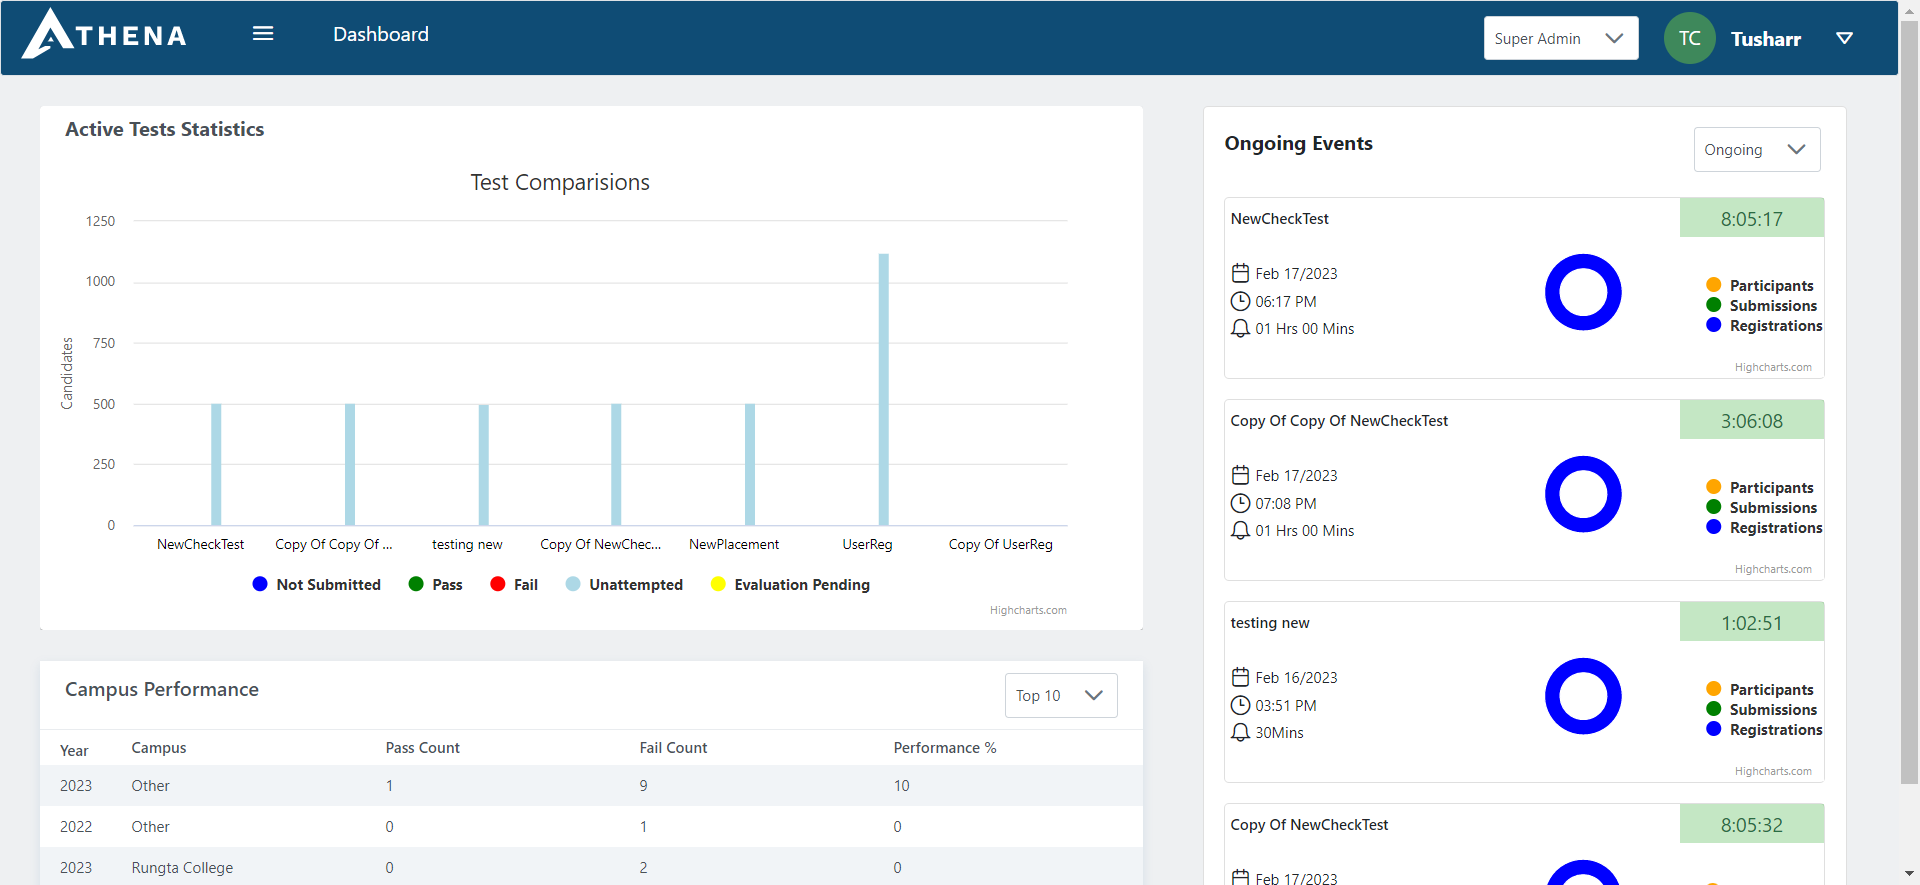 ATHENA
Dashboard
Super Admin
TC
Tusharr
Active Tests Statistics
Test Comparisions
Candidates
1250
1000
750
500
250
0
NewCheckTest
Copy Of Copy Of ...
testing new
Copy Of NewChec...
NewPlacement
UserReg
Copy Of UserReg
Not Submitted
Pass
Fail
Unattempted
Evaluation Pending
Highcharts.com
Campus Performance
Top 10
Year Campus Pass Count Fail Count Performance %
2023 Other 1 9 10
2022 Other 0 1 0
2023 Rungta College 0 2 0
Ongoing Events
Ongoing
NewCheckTest
8:05:17
Feb 17/2023
06:17 PM
01 Hrs 00 Mins
Participants
Submissions
Registrations
Highcharts.com
Copy Of Copy Of NewCheckTest
3:06:08
Feb 17/2023
07:08 PM
01 Hrs 00 Mins
Participants
Submissions
Registrations
Highcharts.com
testing new
1:02:51
Feb 16/2023
03:51 PM
30Mins
Participants
Submissions
Registrations
Highcharts.com
Copy Of NewCheckTest
8:05:32
Feb 17/2023